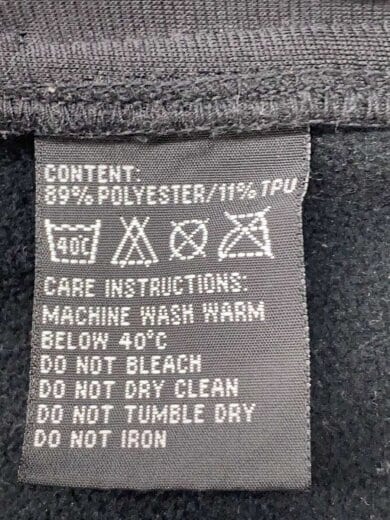 CONTENT:
89% POLYESTER/11% TPU
40C
CARE INSTRUCTIONS:
MACHINE WASH WARM
BELOW 40°C
DO NOT BLEACH
DO NOT DRY CLEAN
DO NOT TUMBLE DRY
DO NOT IRON